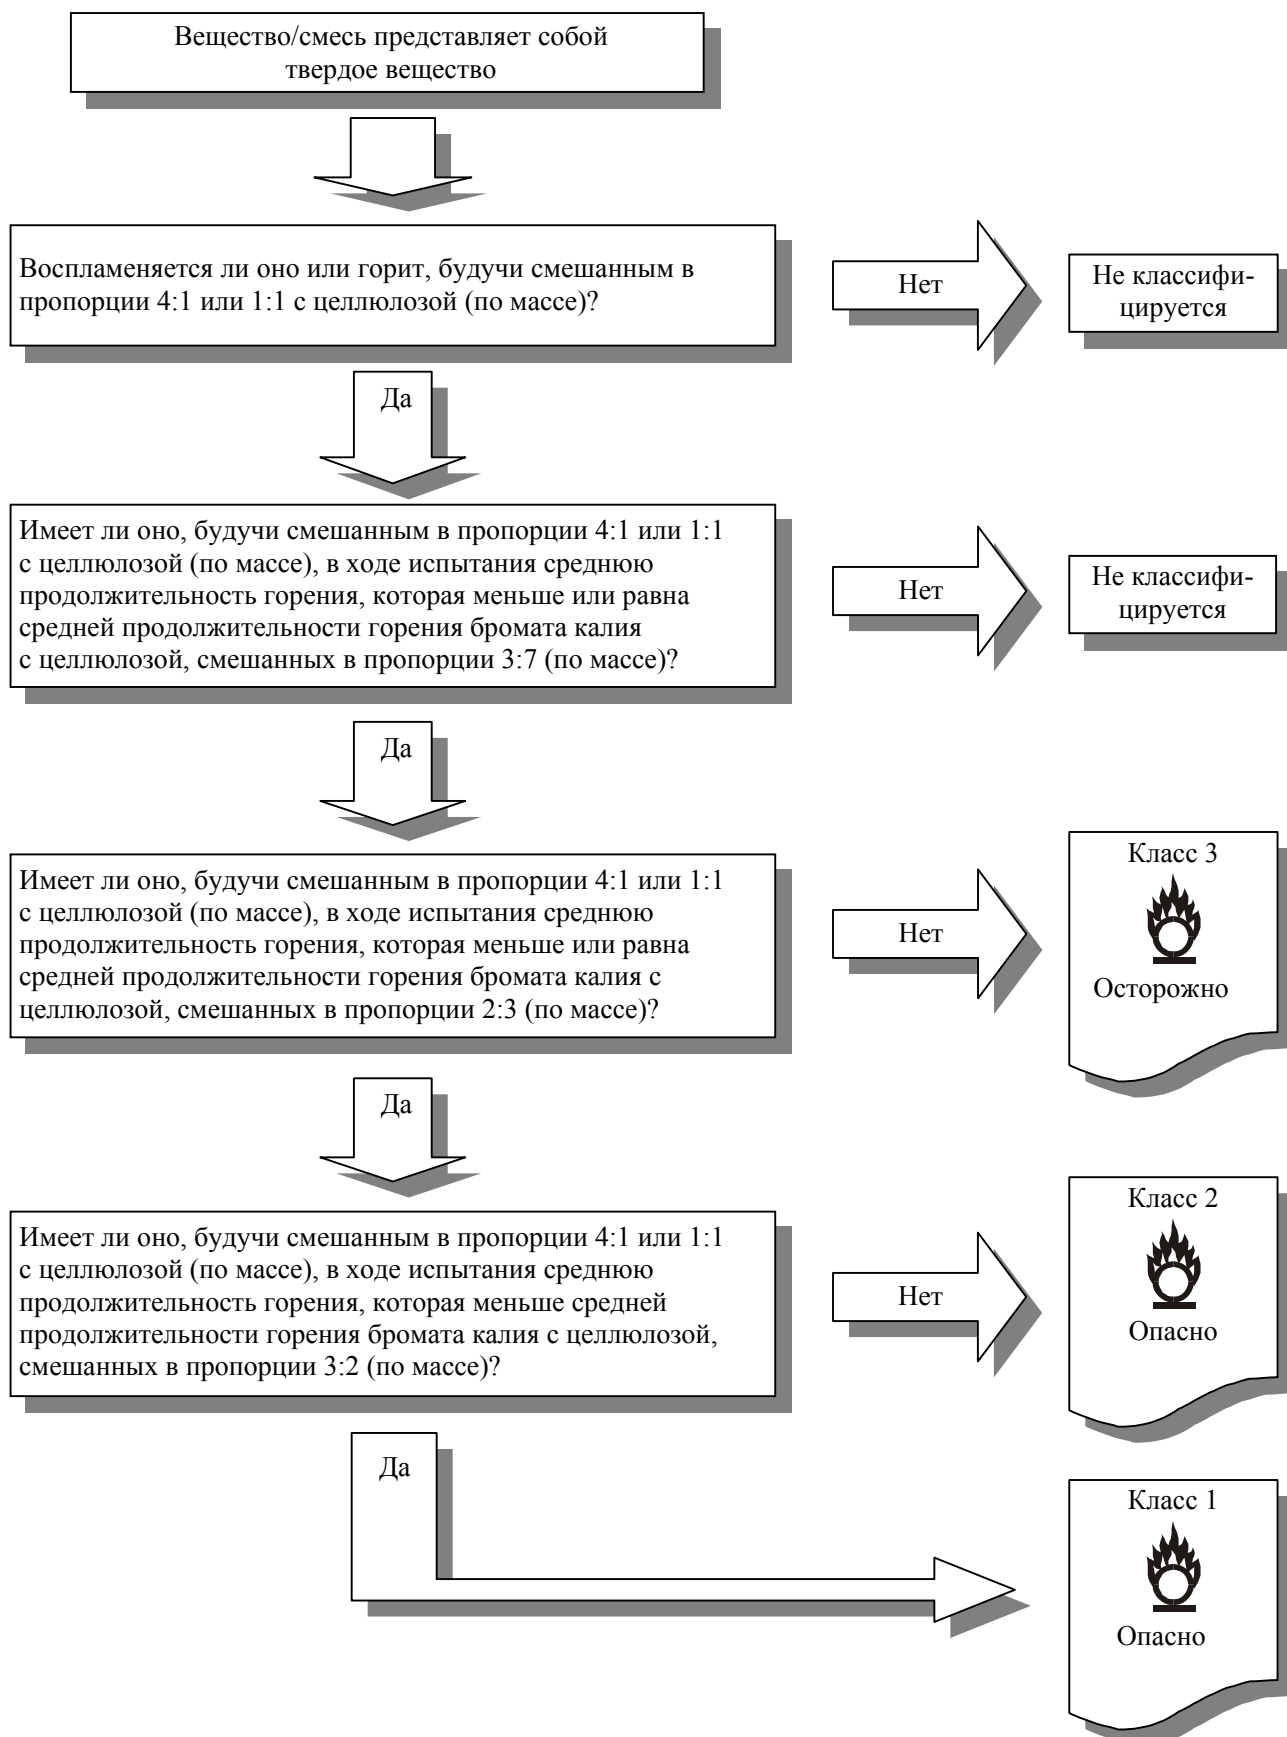 Вещество/смесь представляет собой
твердое вещество
Воспламеняется ли оно или горит, будучи смешанным в
пропорции 4:1 или 1:1 с целлюлозой (по массе)?
Нет
Не классифи-
цируется
Да
Имеет ли оно, будучи смешанным в пропорции 4:1 или 1:1
с целлюлозой (по массе), в ходе испытания среднюю
продолжительность горения, которая меньше или равна
средней продолжительности горения бромата калия
с целлюлозой, смешанных в пропорции 3:7 (по массе)?
Нет
Не классифи-
цируется
Да
Имеет ли оно, будучи смешанным в пропорции 4:1 или 1:1
с целлюлозой (по массе), в ходе испытания среднюю
продолжительность горения, которая меньше или равна
средней продолжительности горения бромата калия с
целлюлозой, смешанных в пропорции 2:3 (по массе)?
Нет
Класс 3
Осторожно
Да
Имеет ли оно, будучи смешанным в пропорции 4:1 или 1:1
с целлюлозой (по массе), в ходе испытания среднюю
продолжительность горения, которая меньше средней
продолжительности горения бромата калия с целлюлозой,
смешанных в пропорции 3:2 (по массе)?
Нет
Класс 2
Опасно
Да
Класс 1
Опасно